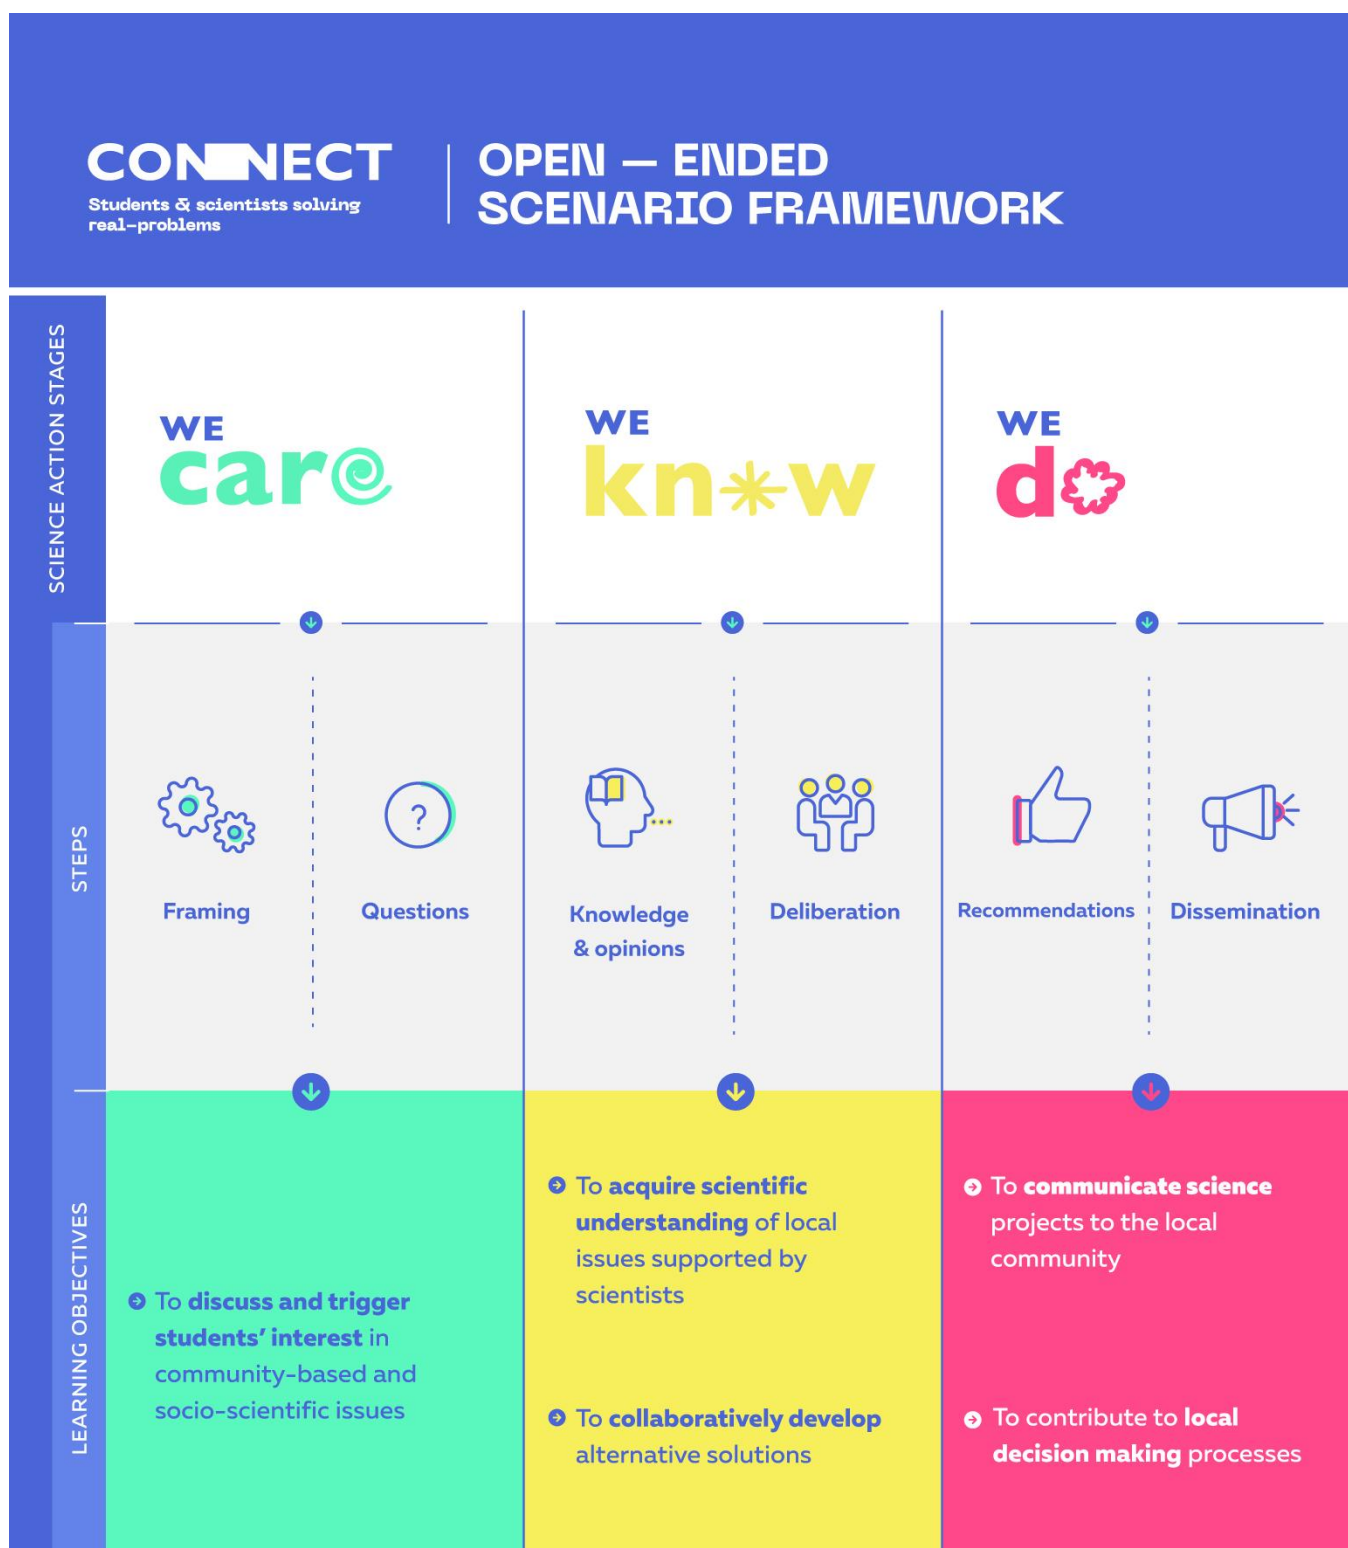 CONNECT
Students & scientists solving
real-problems
OPEN — ENDED
SCENARIO FRAMEWORK
SCIENCE ACTION STAGES
WE
care
WE
know
WE
do
STEPS
Framing
?
Questions
Knowledge
& opinions
Deliberation
Recommendations
Dissemination
LEARNING OBJECTIVES
To discuss and trigger
students’ interest in
community-based and
socio-scientific issues
To acquire scientific
understanding of local
issues supported by
scientists
To collaboratively develop
alternative solutions
To communicate science
projects to the local
community
To contribute to local
decision making processes